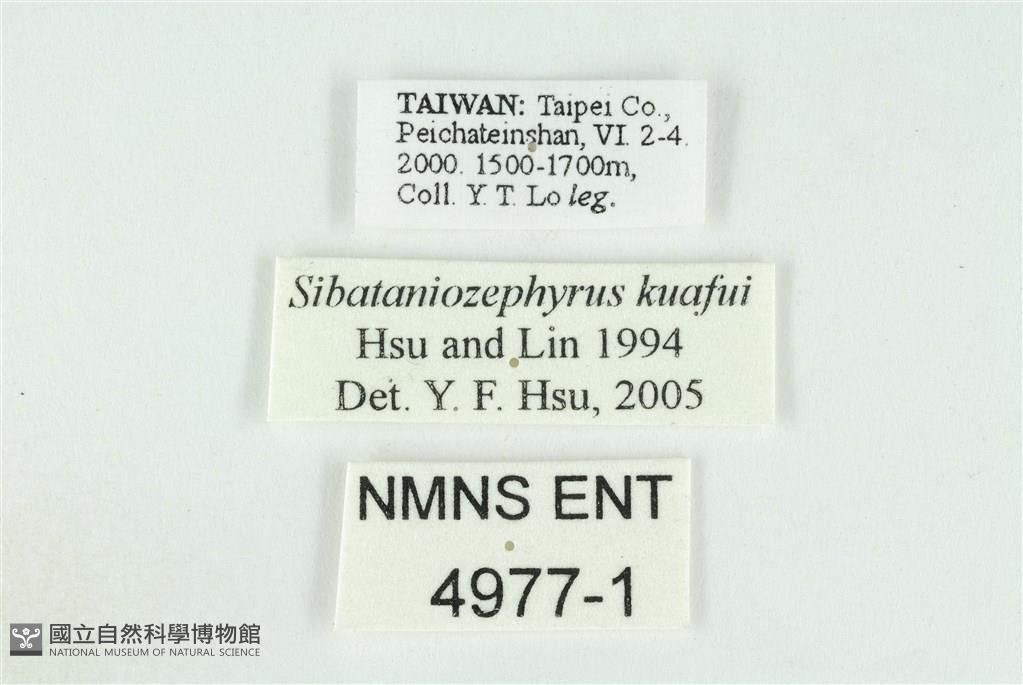 TAIWAN: Taipei Co.,
Peichateinshan, VI. 2-4.
2000. 1500-1700m,
Coll. Y. T. Lo leg.
Sibataniozephyrus kuafui
Hsu and Lin 1994
Det. Y. F. Hsu, 2005
NMNS ENT
4977-1
國立自然科學博物館
NATIONAL MUSEUM OF NATURAL SCIENCE